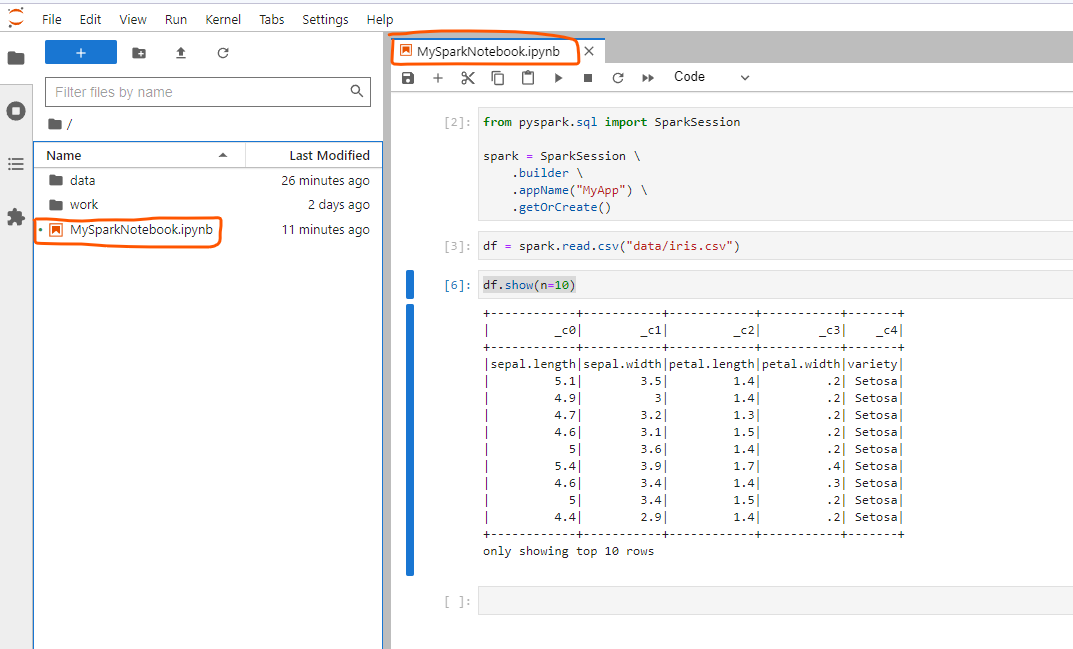 File Edit View Run Kernel Tabs Settings Help
+
Filter files by name
/
Name Last Modified
data 26 minutes ago
work 2 days ago
MySparkNotebook.ipynb 11 minutes ago
MySparkNotebook.ipynb
Code
[2]: from pyspark.sql import SparkSession
spark = SparkSession \
    .builder \
    .appName("MyApp") \
    .getOrCreate()
[3]: df = spark.read.csv("data/iris.csv")
[6]: df.show(n=10)
+------------+-----------+------------+-----------+-------+
|         _c0|        _c1|         _c2|        _c3|    _c4|
+------------+-----------+------------+-----------+-------+
|sepal.length|sepal.width|petal.length|petal.width|variety|
|         5.1|        3.5|         1.4|         .2| Setosa|
|         4.9|          3|         1.4|         .2| Setosa|
|         4.7|        3.2|         1.3|         .2| Setosa|
|         4.6|        3.1|         1.5|         .2| Setosa|
|           5|        3.6|         1.4|         .2| Setosa|
|         5.4|        3.9|         1.7|         .4| Setosa|
|         4.6|        3.4|         1.4|         .3| Setosa|
|           5|        3.4|         1.5|         .2| Setosa|
|         4.4|        2.9|         1.4|         .2| Setosa|
+------------+-----------+------------+-----------+-------+
only showing top 10 rows
[ ]: